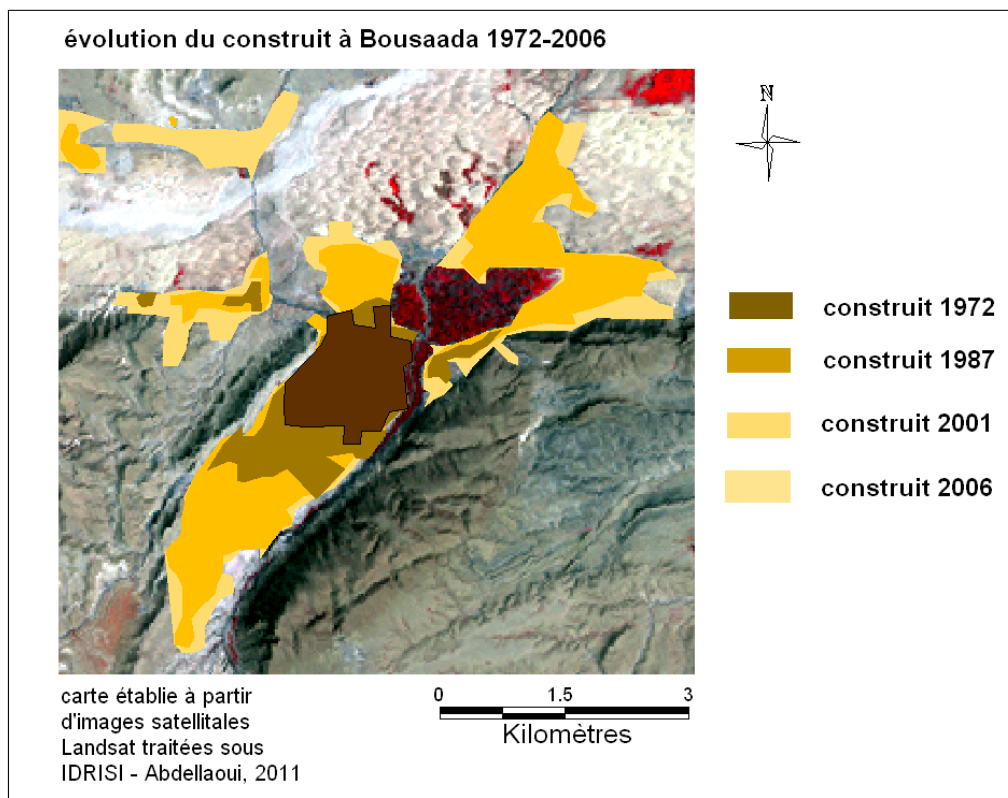 évolution du construit à Bousaada 1972-2006
N
construit 1972
construit 1987
construit 2001
construit 2006
carte établie à partir
d'images satellitales
Landsat traitées sous
IDRISI - Abdellaoui, 2011
0 1.5 3
Kilomètres